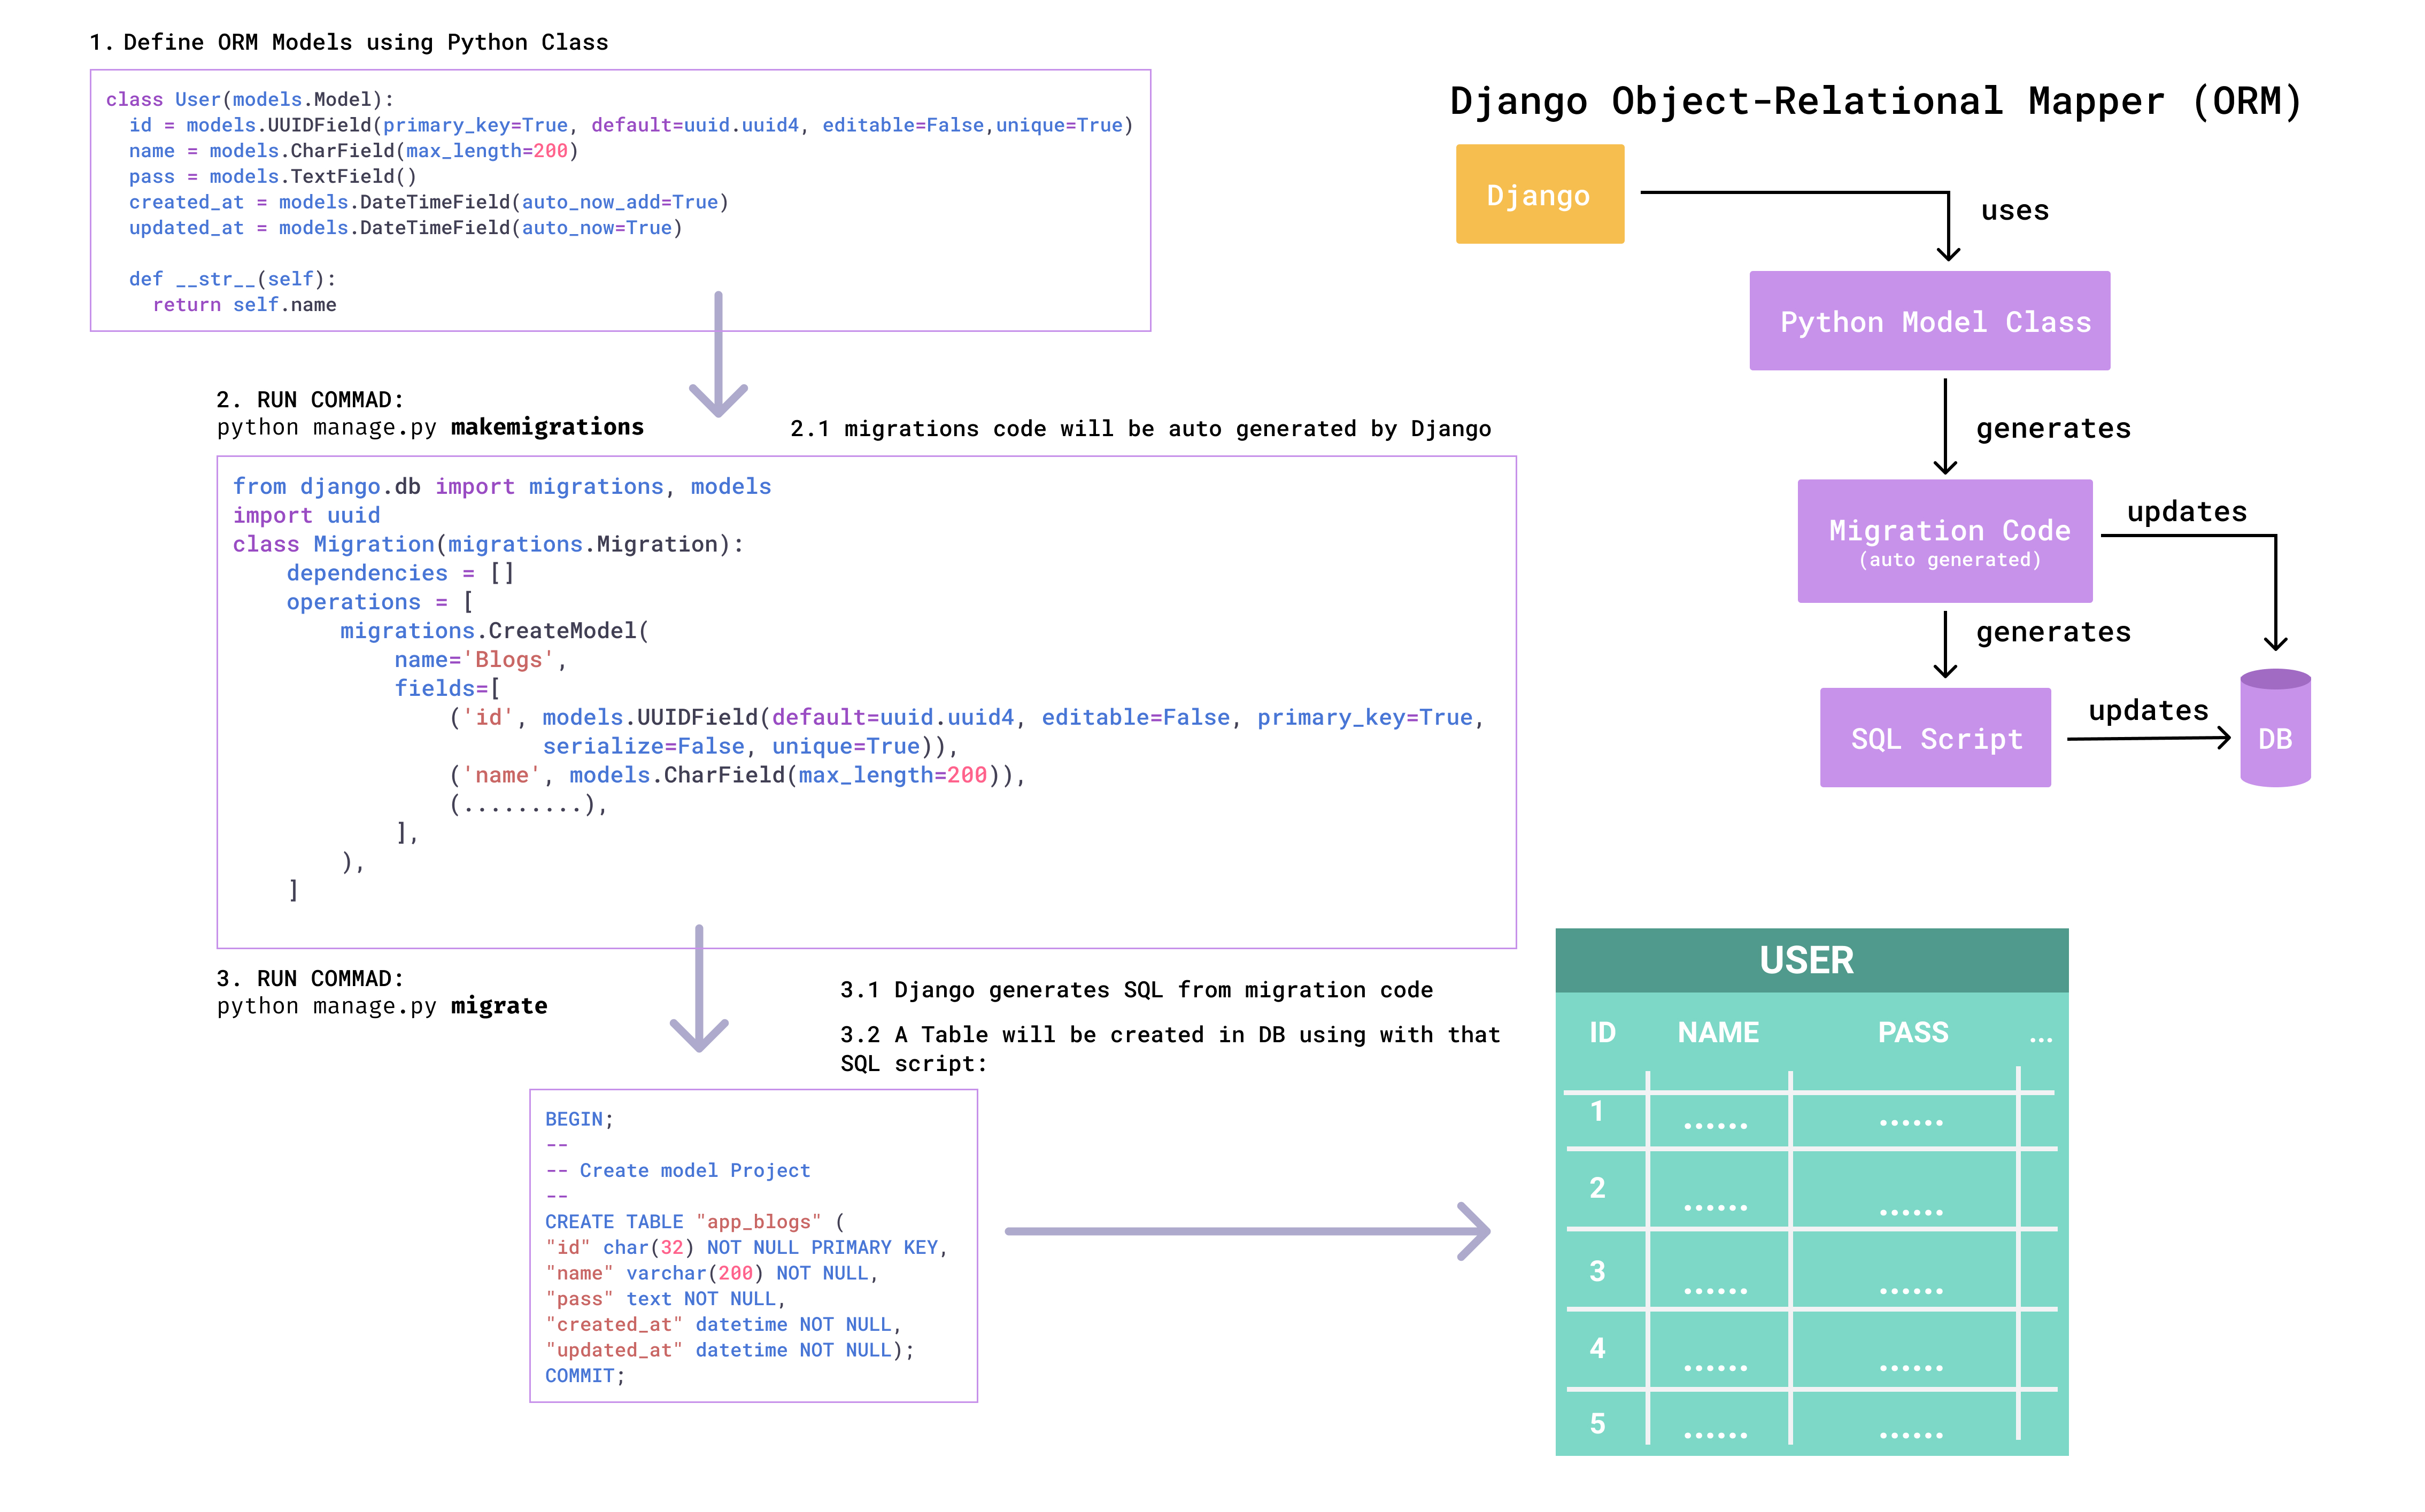 1. Define ORM Models using Python Class
class User(models.Model):
id = models.UUIDField(primary_key=True, default=uuid.uuid4, editable=False,unique=True)
name = models.CharField(max_length=200)
pass = models.TextField()
created_at = models.DateTimeField(auto_now_add=True)
updated_at = models.DateTimeField(auto_now=True)
def __str__(self):
return self.name
2. RUN COMMAD:
python manage.py makemigrations
2.1 migrations code will be auto generated by Django
from django.db import migrations, models
import uuid
class Migration(migrations.Migration):
dependencies = []
operations = [
migrations.CreateModel(
name='Blogs',
fields=[
('id', models.UUIDField(default=uuid.uuid4, editable=False, primary_key=True,
serialize=False, unique=True)),
('name', models.CharField(max_length=200)),
(.........),
],
),
]
3. RUN COMMAD:
python manage.py migrate
3.1 Django generates SQL from migration code
3.2 A Table will be created in DB using with that
SQL script:
BEGIN;
--
-- Create model Project
--
CREATE TABLE "app_blogs" (
"id" char(32) NOT NULL PRIMARY KEY,
"name" varchar(200) NOT NULL,
"pass" text NOT NULL,
"created_at" datetime NOT NULL,
"updated_at" datetime NOT NULL);
COMMIT;
Django Object-Relational Mapper (ORM)
Django
uses
Python Model Class
generates
Migration Code
(auto generated)
updates
generates
SQL Script
updates
DB
USER
ID NAME PASS ...
1 ...... ......
2 ...... ......
3 ...... ......
4 ...... ......
5 ...... ......